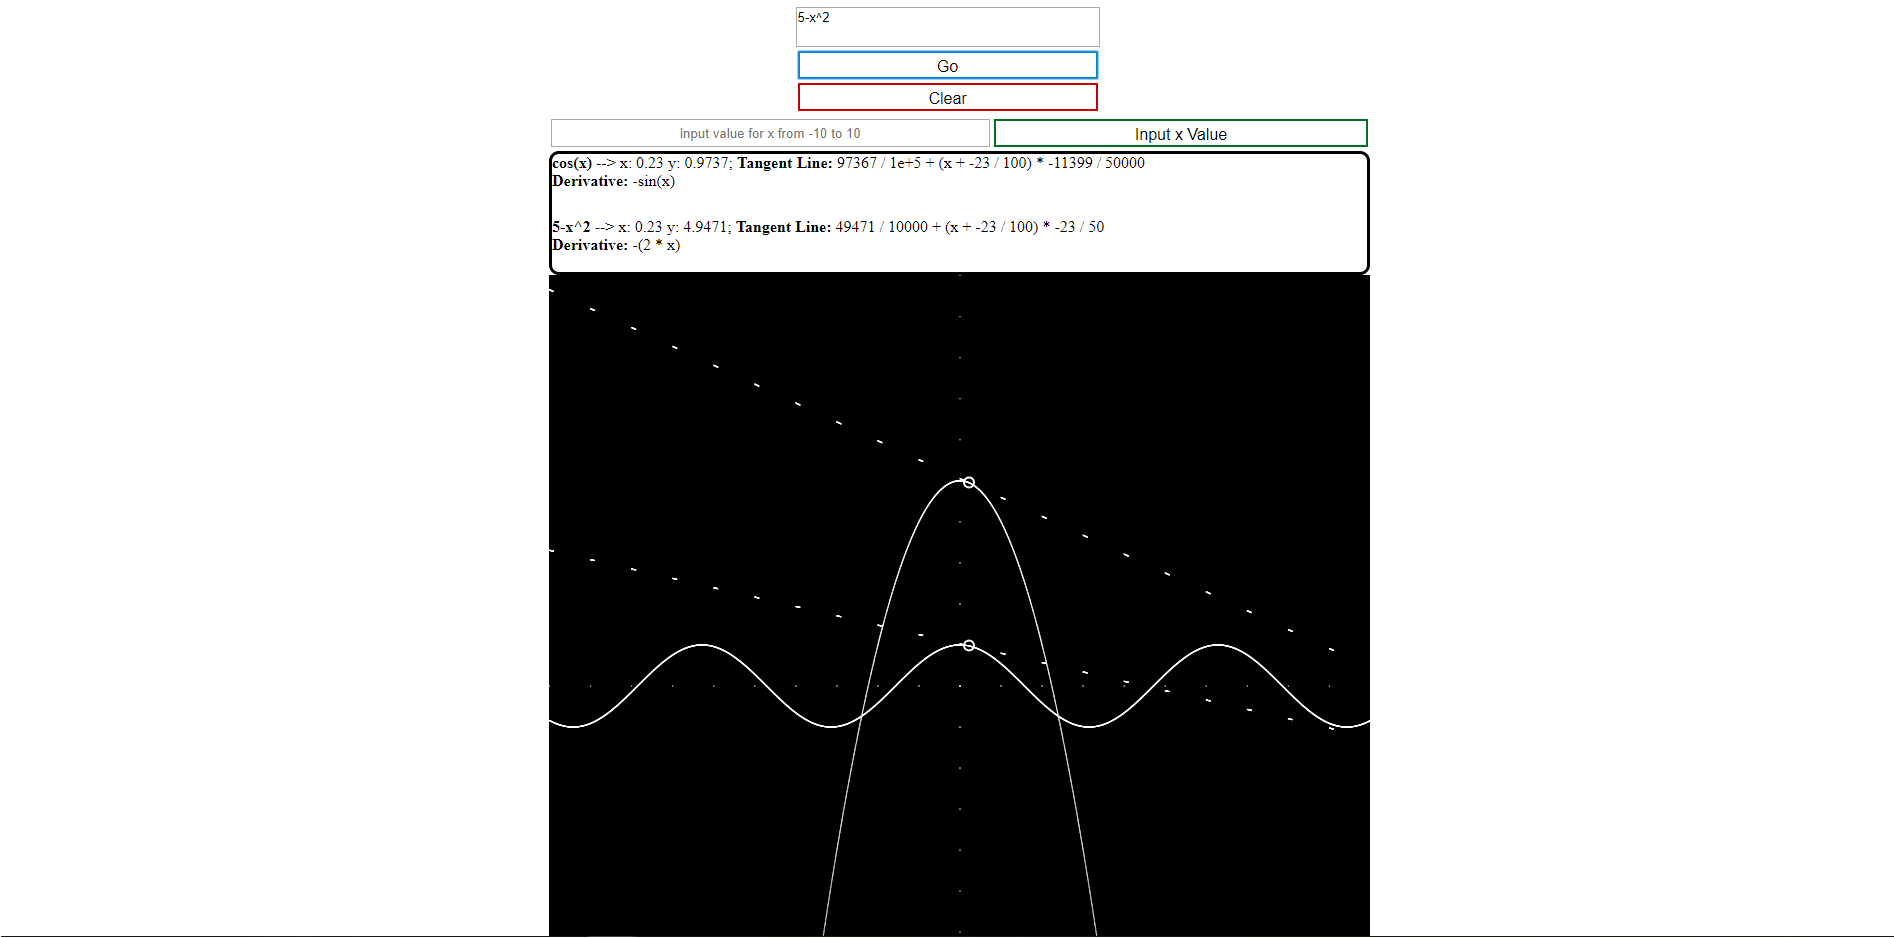 5-x^2
Go
Clear
input value for x from -10 to 10
Input x Value
cos(x) --> x: 0.23 y: 0.9737; Tangent Line: 97367 / 1e+5 + (x + -23 / 100) * -11399 / 50000
Derivative: -sin(x)
5-x^2 --> x: 0.23 y: 4.9471; Tangent Line: 49471 / 10000 + (x + -23 / 100) * -23 / 50
Derivative: -(2 * x)